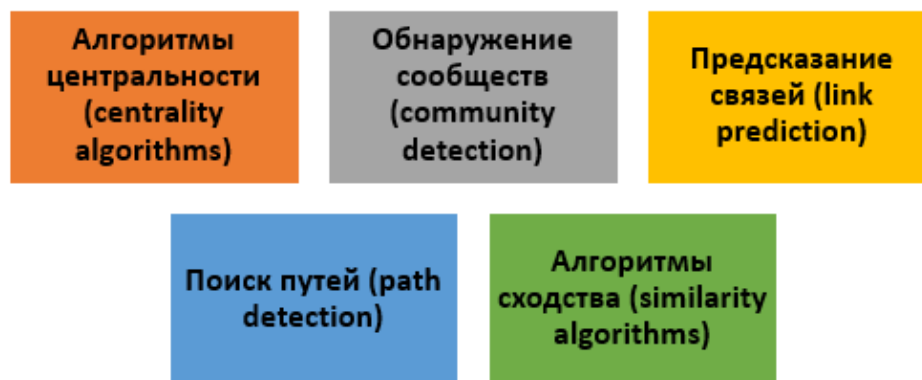 Алгоритмы
центральности
(centrality
algorithms)
Обнаружение
сообществ
(community
detection)
Предсказание
связей (link
prediction)
Поиск путей (path
detection)
Алгоритмы
сходства (similarity
algorithms)